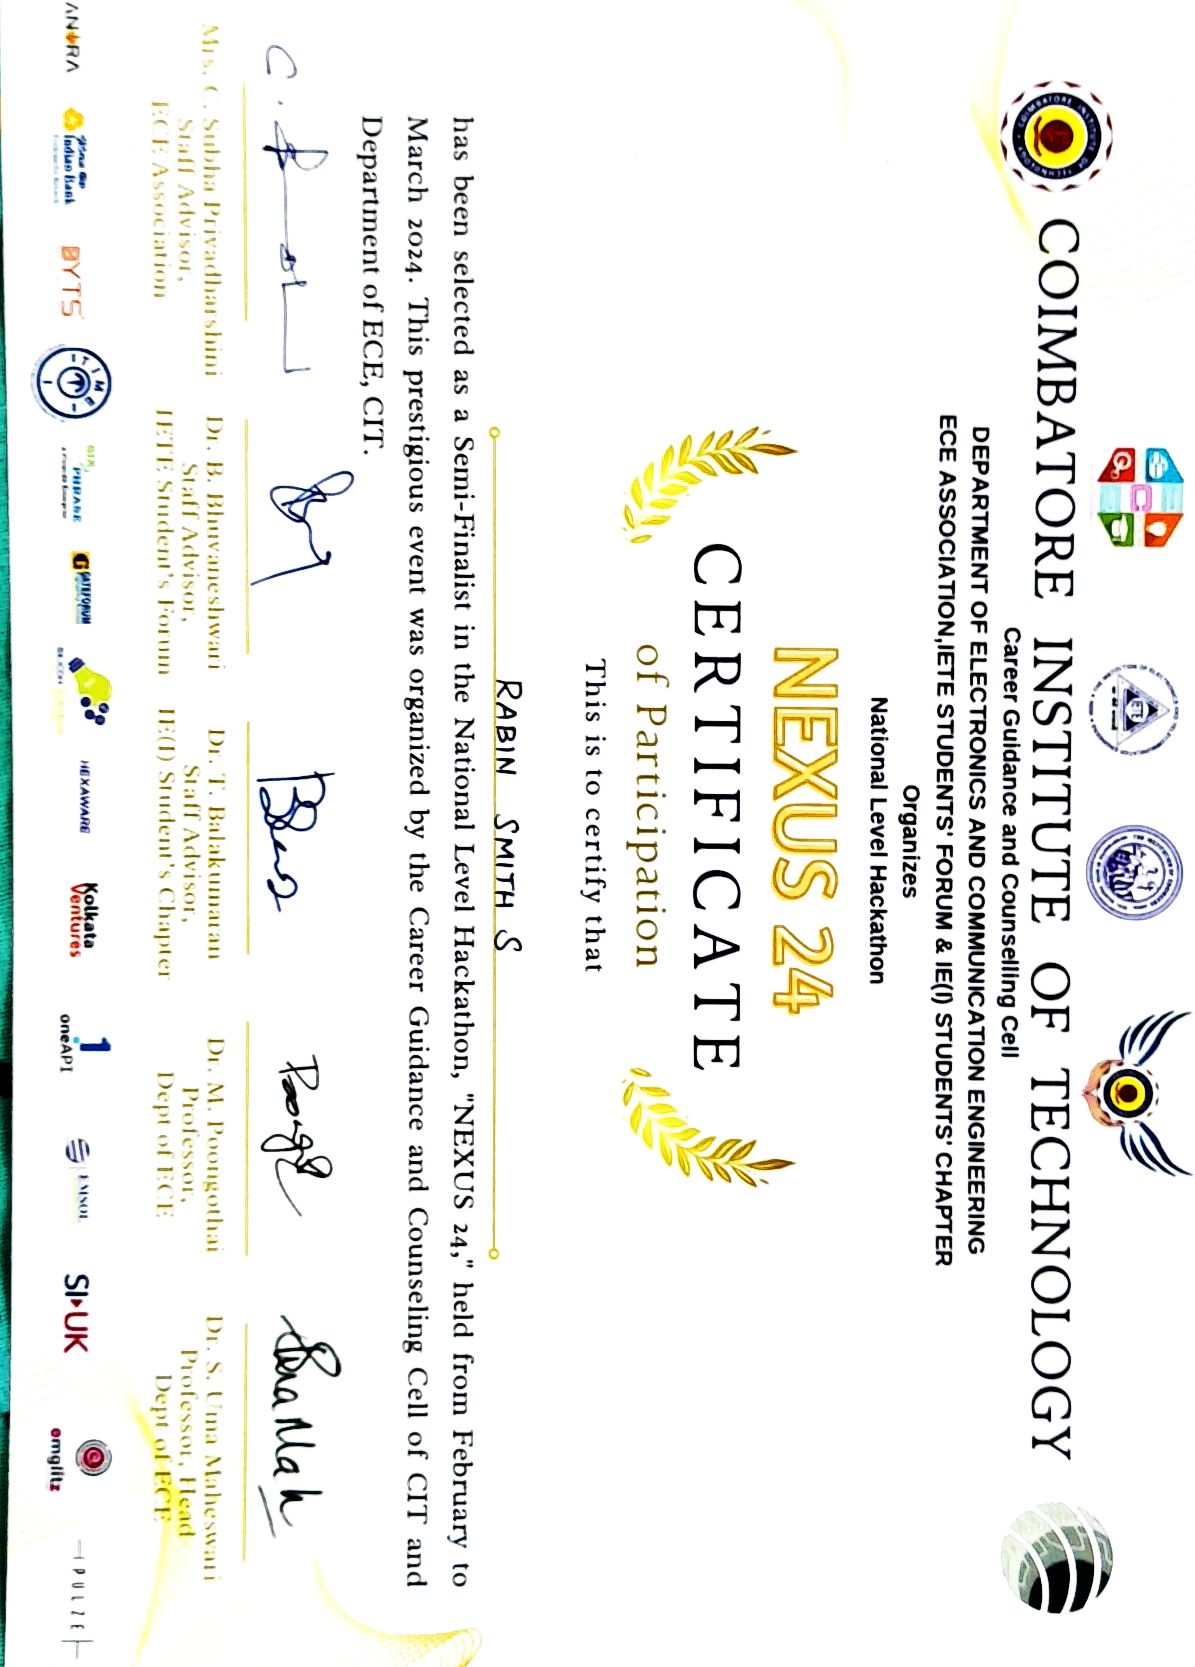 COIMBATORE INSTITUTE OF TECHNOLOGY
Career Guidance and Counselling Cell
DEPARTMENT OF ELECTRONICS AND COMMUNICATION ENGINEERING
ECE ASSOCIATION,IETE STUDENTS' FORUM & IE(I) STUDENTS' CHAPTER
Organizes
National Level Hackathon
NEXUS 24
CERTIFICATE
of Participation
This is to certify that
RABIN SMITH S
has been selected as a Semi-Finalist in the National Level Hackathon, "NEXUS 24," held from February to
March 2024. This prestigious event was organized by the Career Guidance and Counseling Cell of CIT and
Department of ECE, CIT.
Mrs. C. Subha Priyadharshini
Staff Advisor,
ECE Association
Dr. B. Bhuvaneshwari
Staff Advisor,
IETE Student's Forum
Dr. T. Balakumaran
Staff Advisor,
IE(I) Student's Chapter
Dr. M. Poongothai
Professor,
Dept of ECE
Dr. S. Uma Maheswari
Professor, Head
Dept of ECE
Indian Bank
BYTS
TIME
PHRASE
GATEFORUM
HEXAWARE
Kolkata
Ventures
1
oneAPI
EMSOL
SI UK
emglitz
IPULZE